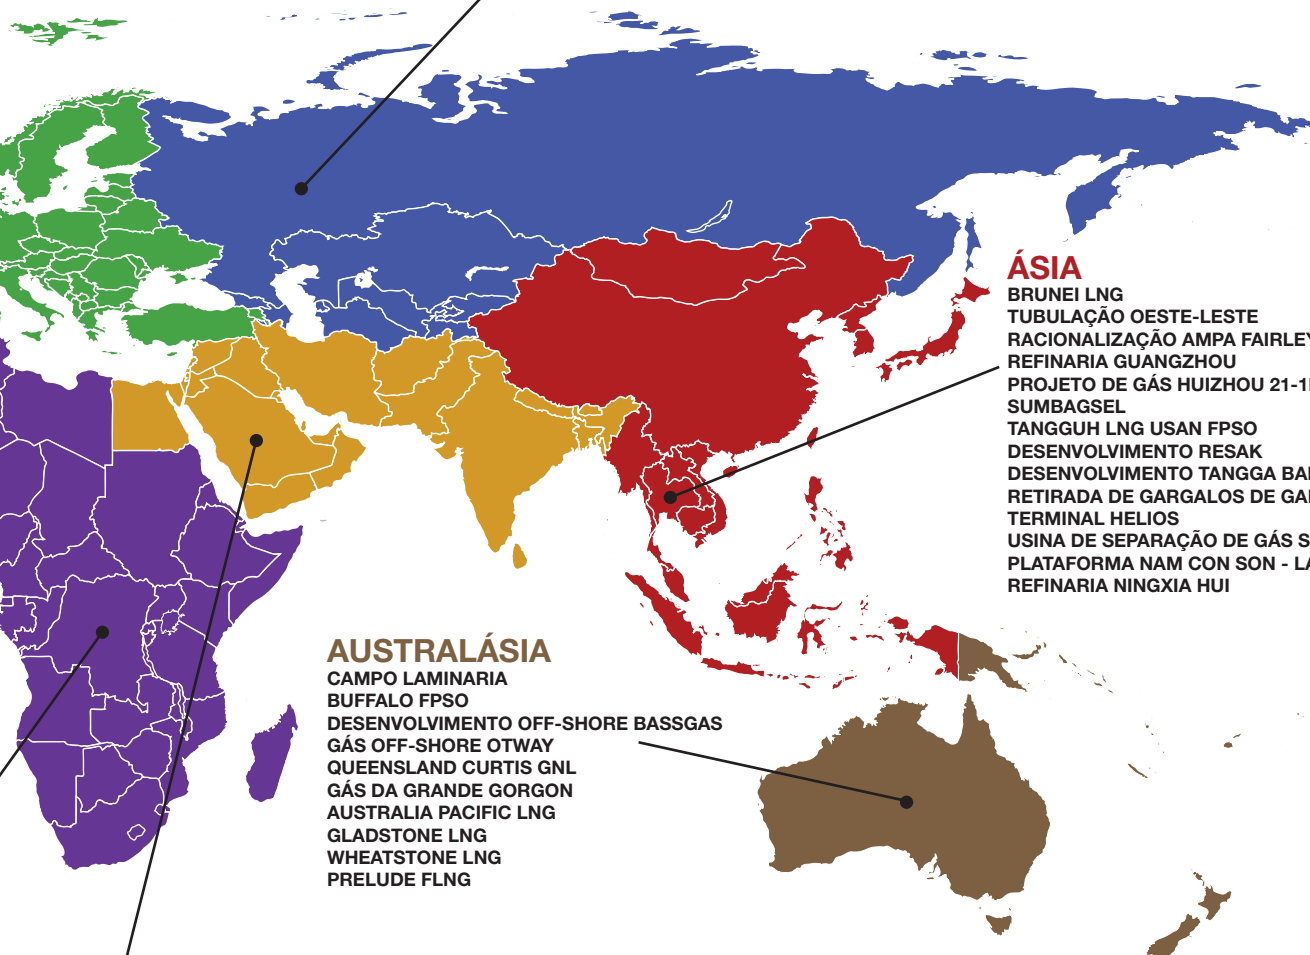 ÁSIA
BRUNEI LNG
TUBULAÇÃO OESTE-LESTE
RACIONALIZAÇÃO AMPA FAIRLEY
REFINARIA GUANGZHOU
PROJETO DE GÁS HUIZHOU
SUMBAGSEL
TANGGUH LNG USAN FPSO
DESENVOLVIMENTO RESAK
DESENVOLVIMENTO TANGGA
RETIRADA DE GARGALOS DE
TERMINAL HELIOS
USINA DE SEPARAÇÃO DE GÁS
PLATAFORMA NAM CON SON -
REFINARIA NINGXIA HUI
AUSTRALÁSIA
CAMPO LAMINARIA
BUFFALO FPSO
DESENVOLVIMENTO OFF-SHORE BASSGAS
GÁS OFF-SHORE OTWAY
QUEENSLAND CURTIS GNL
GÁS DA GRANDE GORGON
AUSTRALIA PACIFIC LNG
GLADSTONE LNG
WHEATSTONE LNG
PRELUDE FLNG